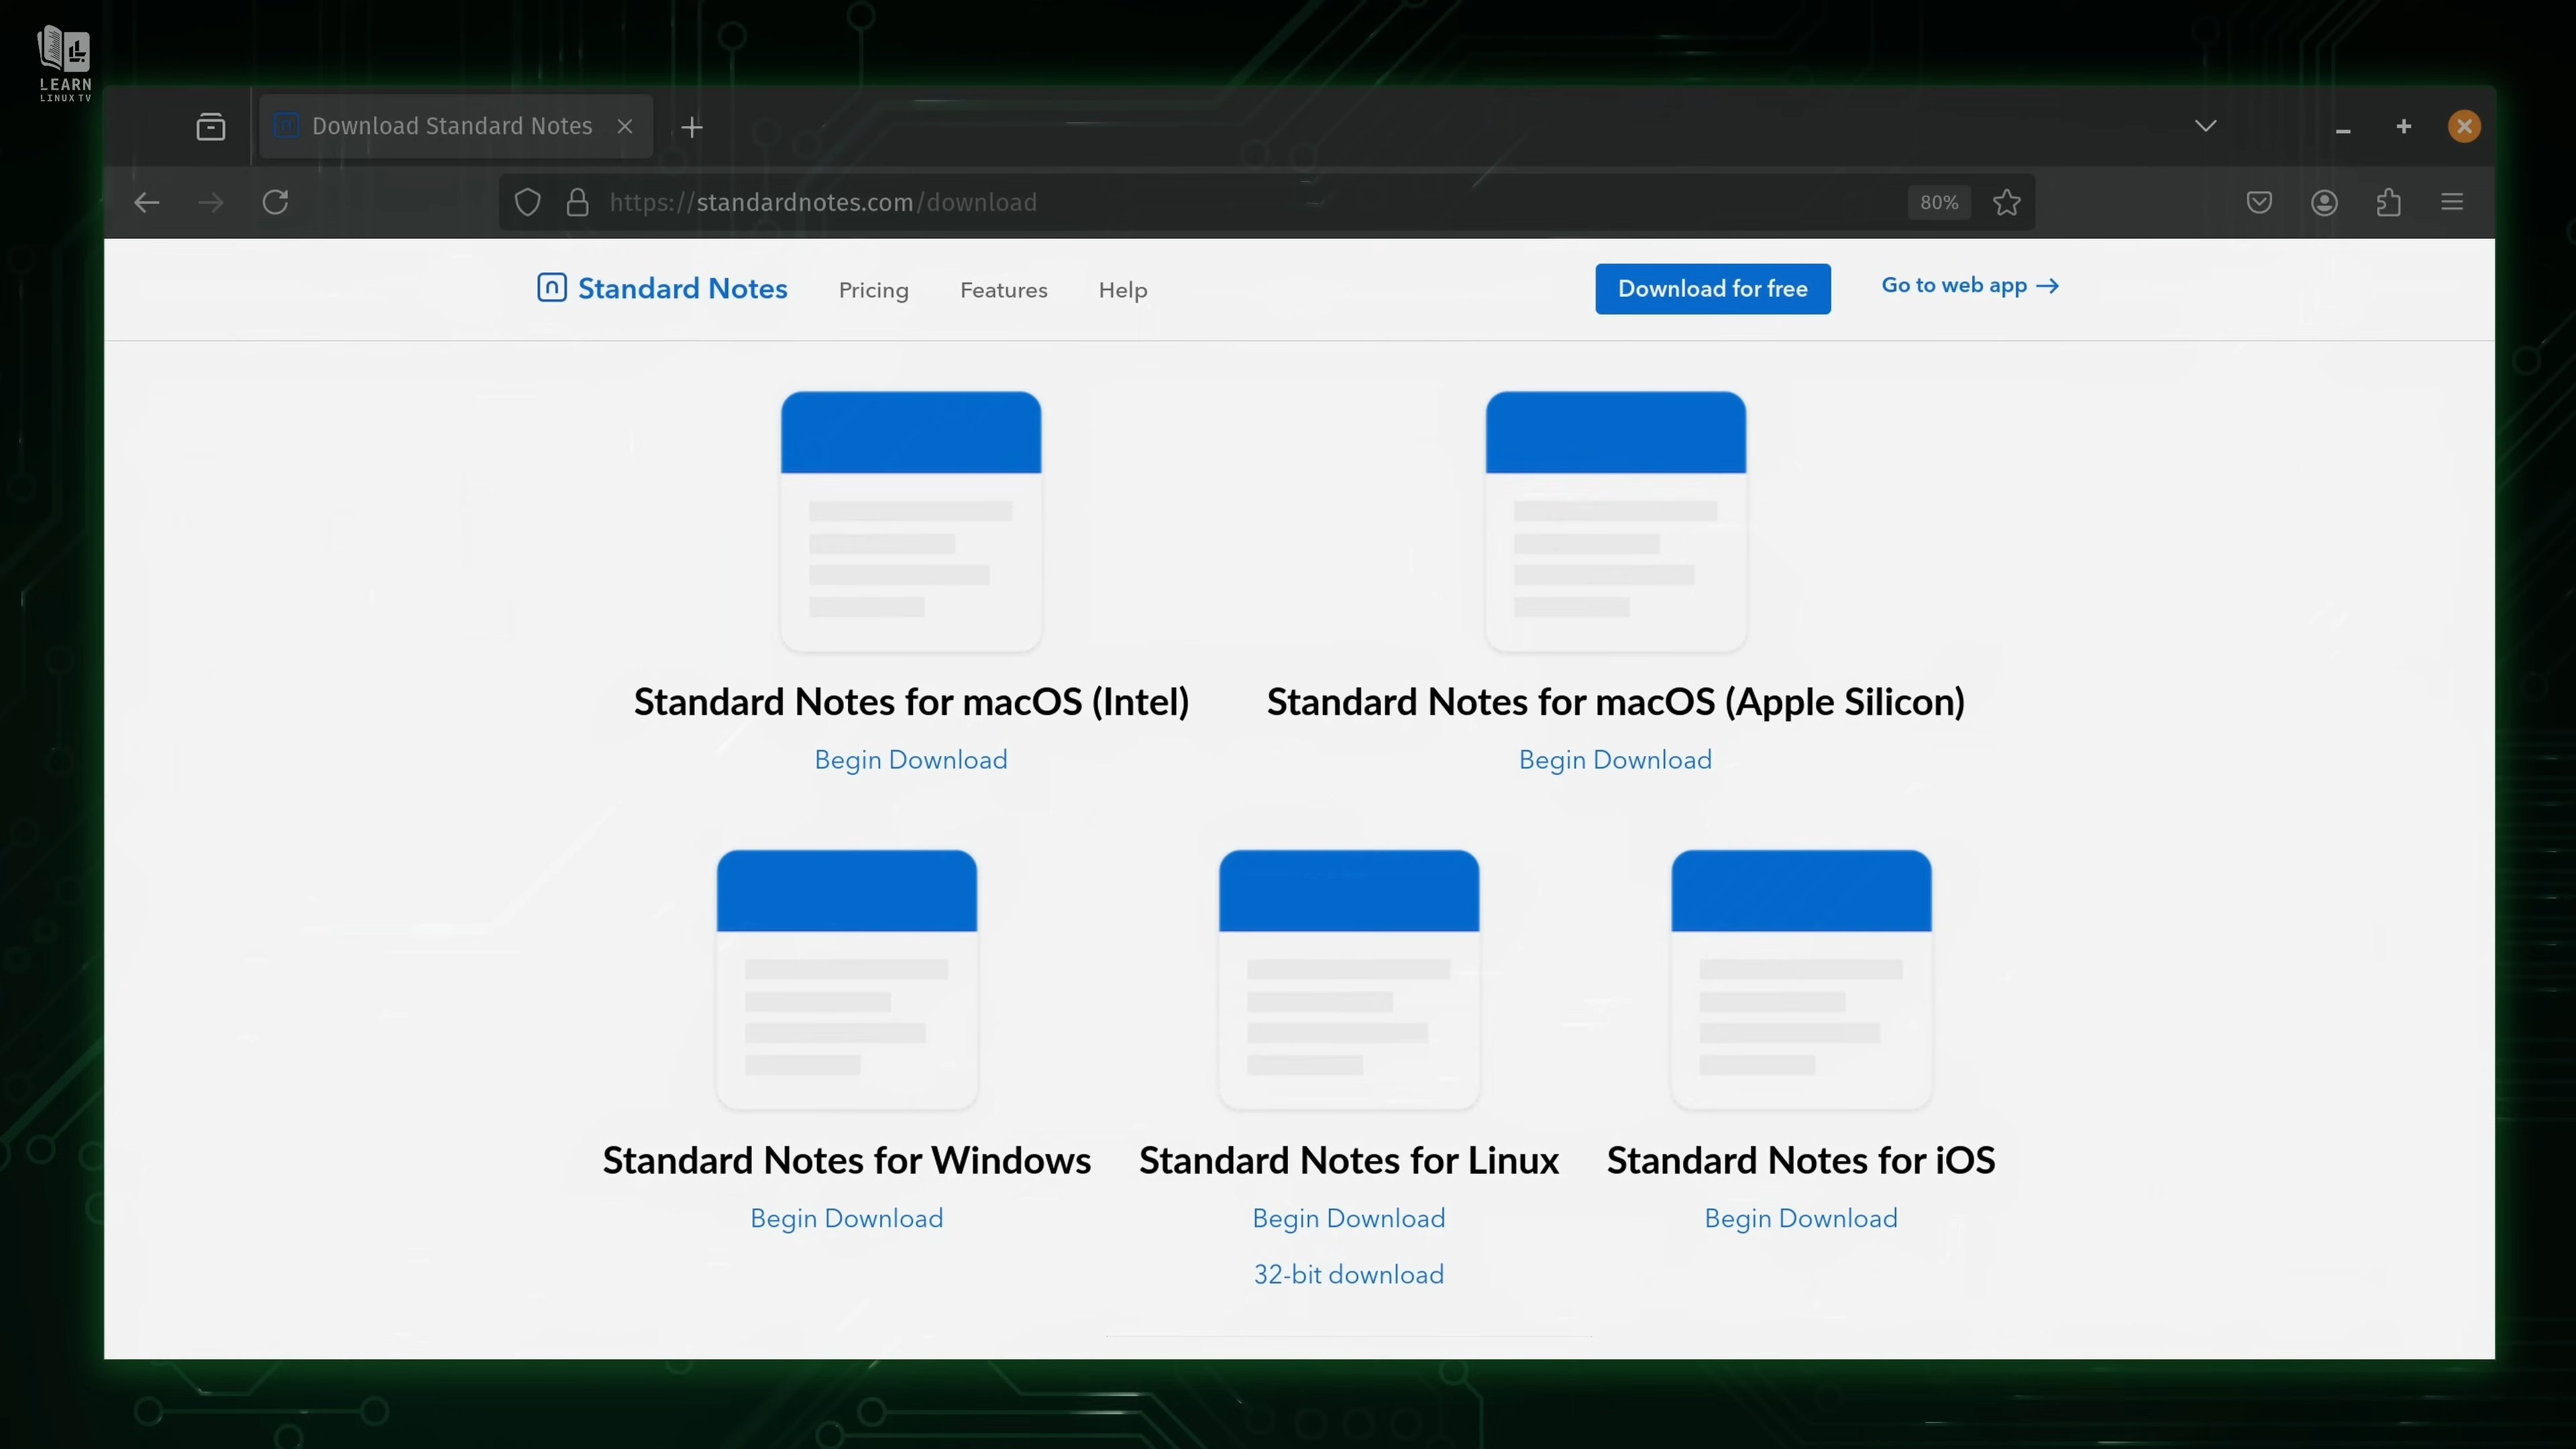 LEARN
LINUX TV
Download Standard Notes
https://standardnotes.com/download
80%
Standard Notes
Pricing
Features
Help
Download for free
Go to web app →
Standard Notes for macOS (Intel)
Begin Download
Standard Notes for macOS (Apple Silicon)
Begin Download
Standard Notes for Windows
Begin Download
Standard Notes for Linux
Begin Download
32-bit download
Standard Notes for iOS
Begin Download